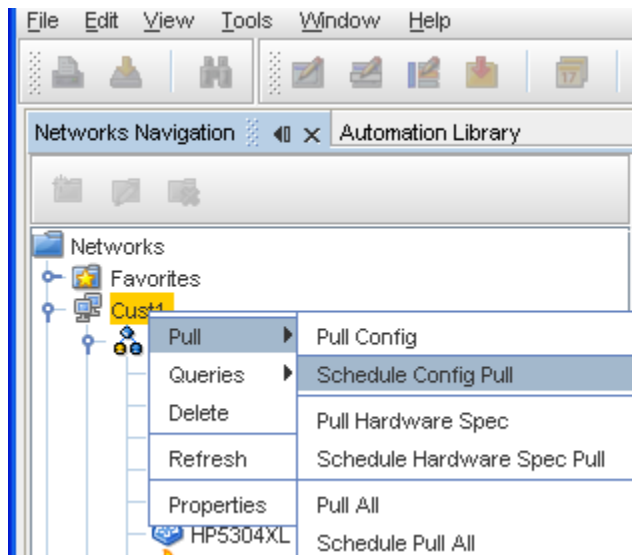 File Edit View Tools Window Help
17
Networks Navigation Automation Library
Networks
Favorites
Cust1
Pull
Queries
Delete
Refresh
Properties
Pull Config
Schedule Config Pull
Pull Hardware Spec
Schedule Hardware Spec Pull
Pull All
Schedule Pull All
HP5304XL